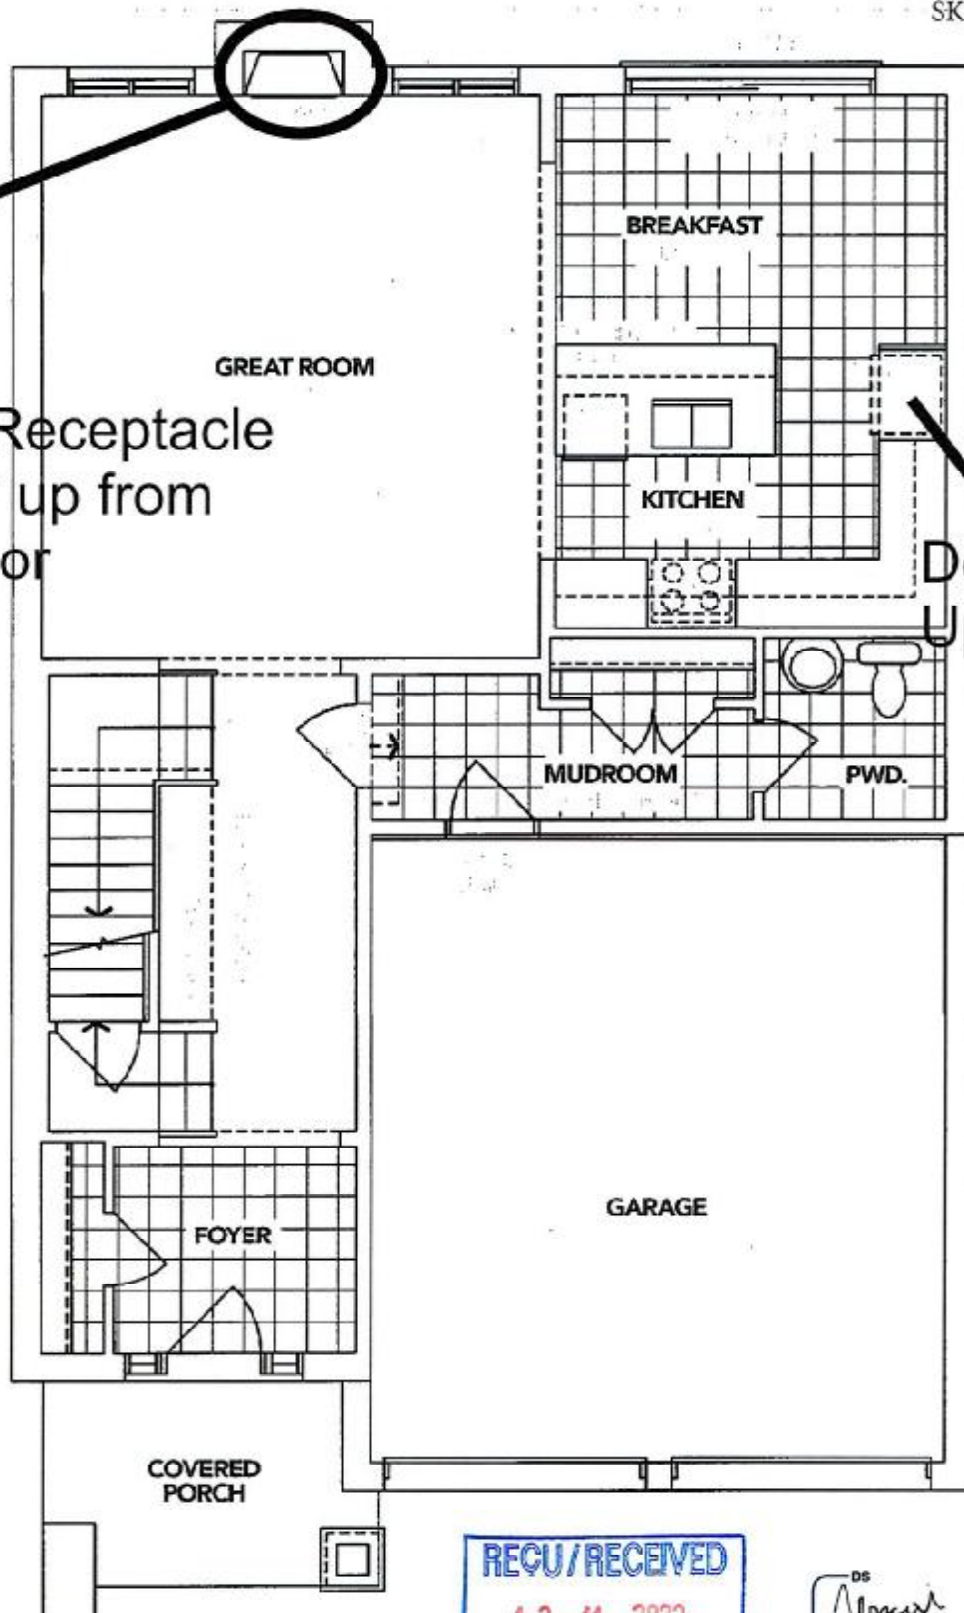 SK
BREAKFAST
GREAT ROOM
Receptacle
up from
or
KITCHEN
MUDROOM
PWD.
GARAGE
FOYER
COVERED
PORCH
REÇU/RECEIVED
DS